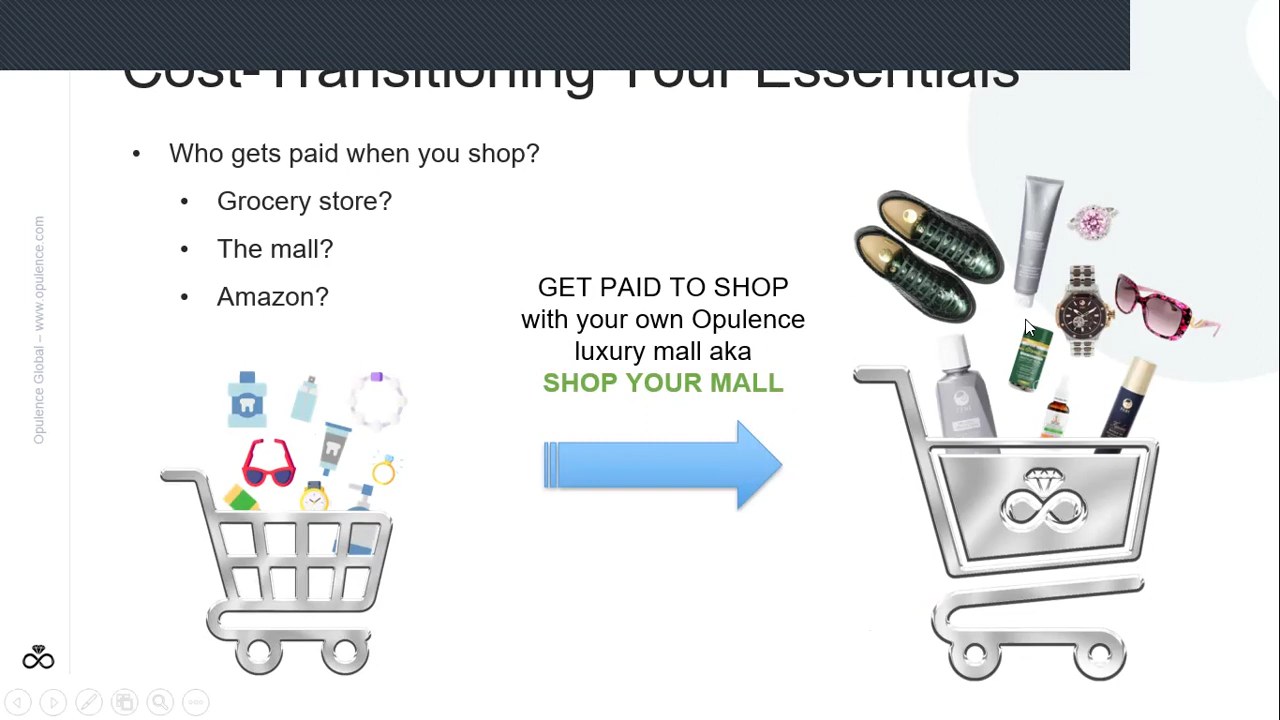 Cost-Transitioning Your Essentials
• Who gets paid when you shop?
• Grocery store?
• The mall?
• Amazon?
GET PAID TO SHOP
with your own Opulence
luxury mall aka
SHOP YOUR MALL
Opulence Global – www.opulence.com